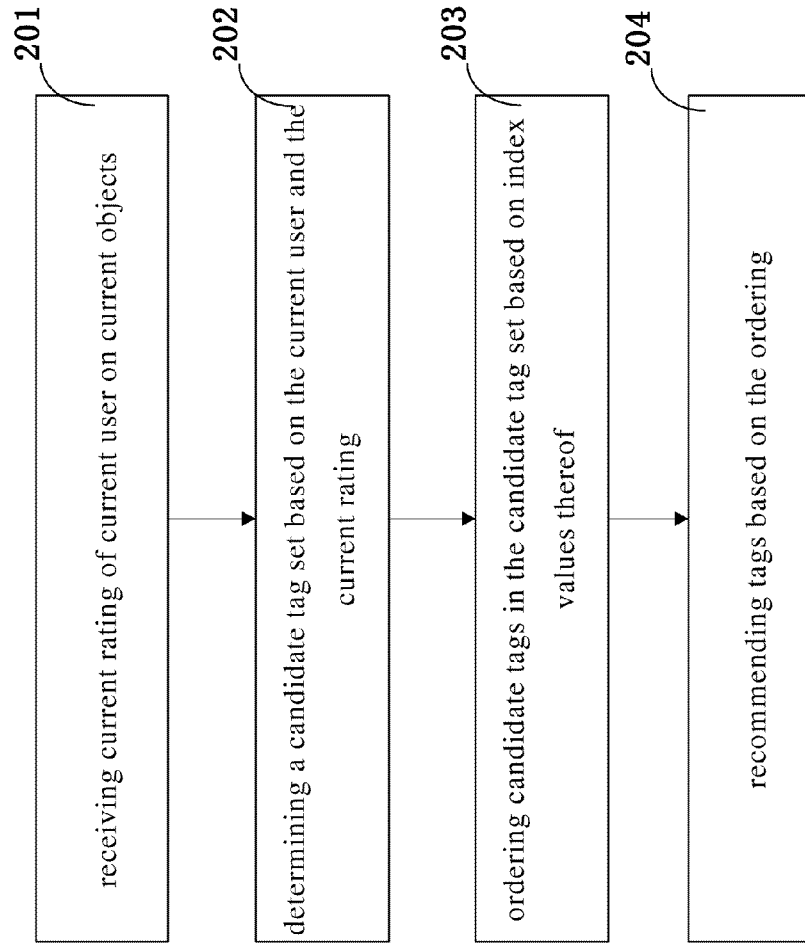 201
receiving current rating of current user on current objects
202
determining a candidate tag set based on the current user and the
current rating
203
ordering candidate tags in the candidate tag set based on index
values thereof
204
recommending tags based on the ordering